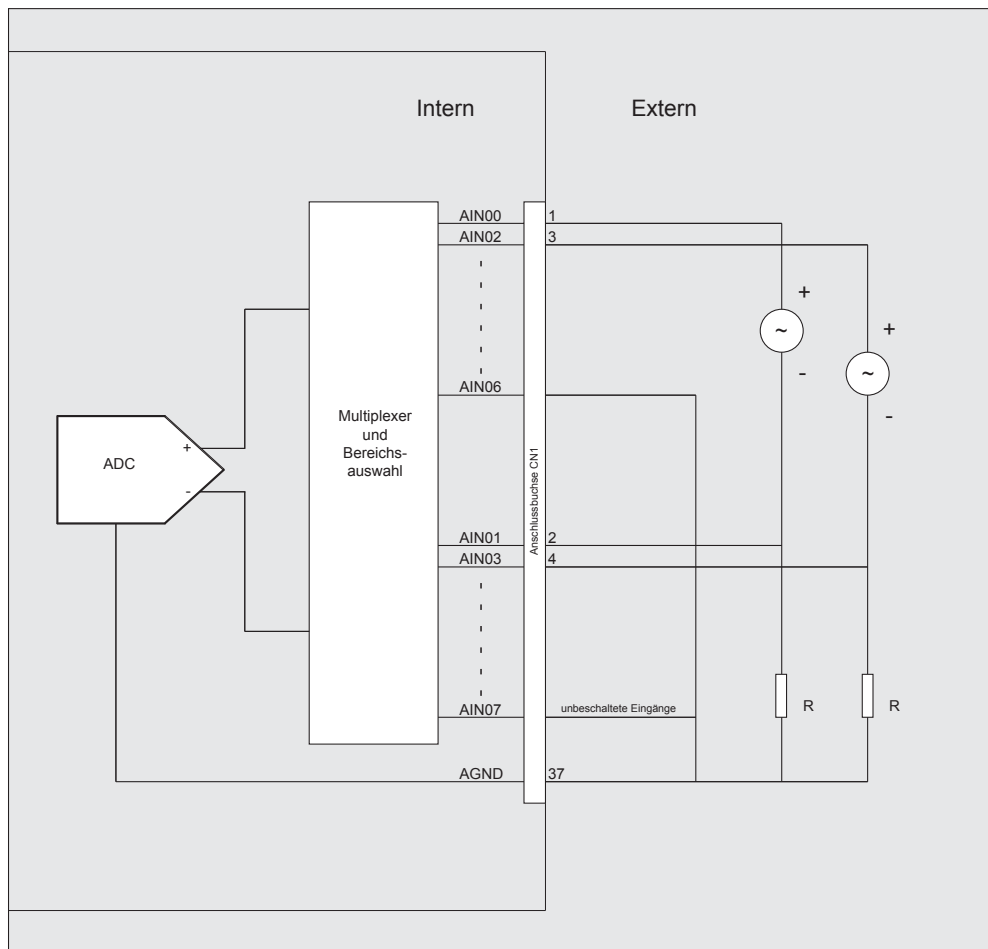 Intern
Extern
AIN00
1
AIN02
3
+
+
~
~
-
-
AIN06
Multiplexer
und
Bereichs-
auswahl
ADC
+
-
Anschlussbuchse CN1
AIN01
2
AIN03
4
R
R
AIN07
unbeschaltete Eingänge
AGND
37